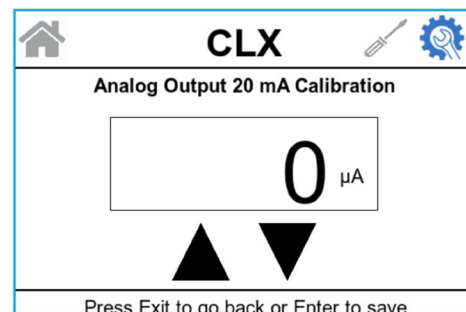 CLX
Analog Output 20 mA Calibration
0 µA
Press Exit to go back or Enter to save